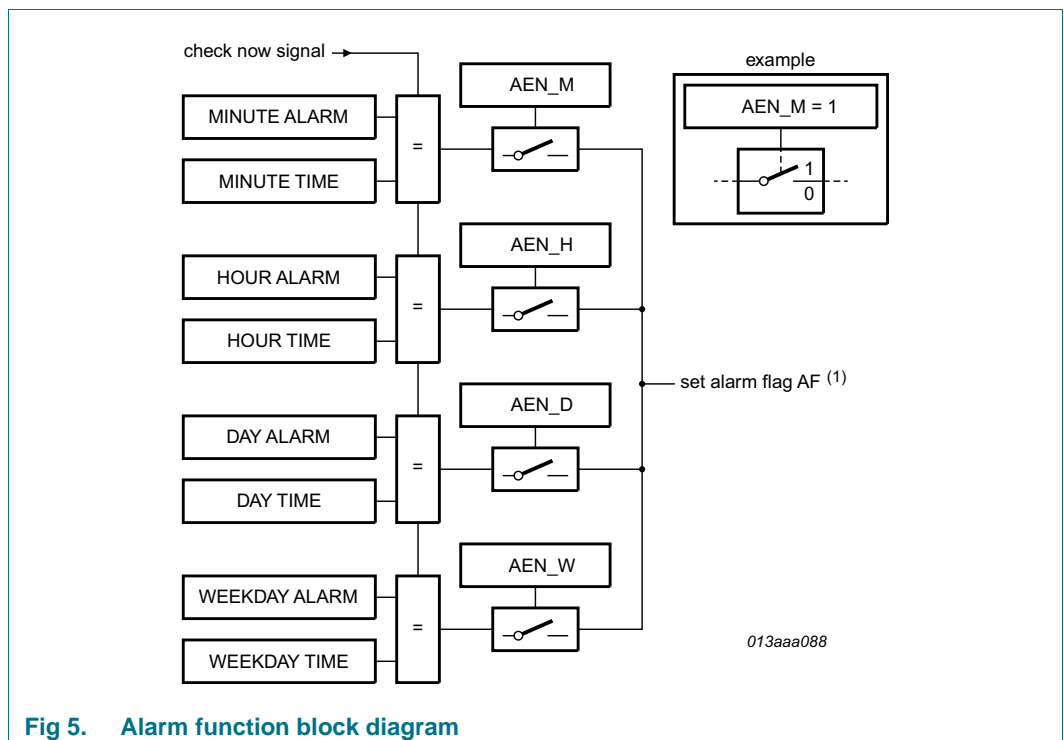 check now signal
example
AEN_M
AEN_M = 1
MINUTE ALARM
=
1
0
MINUTE TIME
AEN_H
HOUR ALARM
=
HOUR TIME
set alarm flag AF (1)
AEN_D
DAY ALARM
=
DAY TIME
AEN_W
WEEKDAY ALARM
=
WEEKDAY TIME
013aaa088
Fig 5. Alarm function block diagram